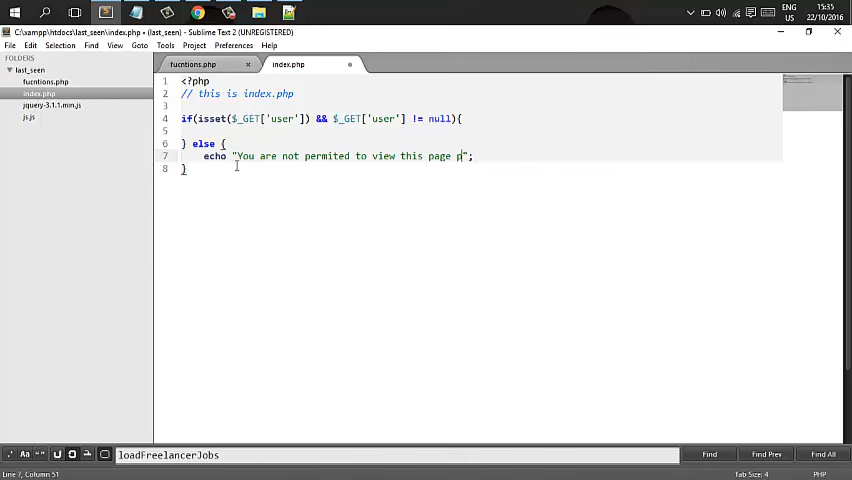 ENG
US
15:35
22/10/2016
C:\xampp\htdocs\last_seen\index.php • (last_seen) - Sublime Text 2 (UNREGISTERED)
File Edit Selection Find View Goto Tools Project Preferences Help
FOLDERS
last_seen
fucntions.php
index.php
jquery-3.1.1.min.js
js.js
fucntions.php × index.php
1 <?php
2 // this is index.php
3
4 if(isset($_GET['user']) && $_GET['user'] != null){
5
6 } else {
7 echo "You are not permited to view this page p";
8 }
.* Aa “” loadFreelancerJobs Find Find Prev Find All
Line 7, Column 51 Tab Size: 4 PHP